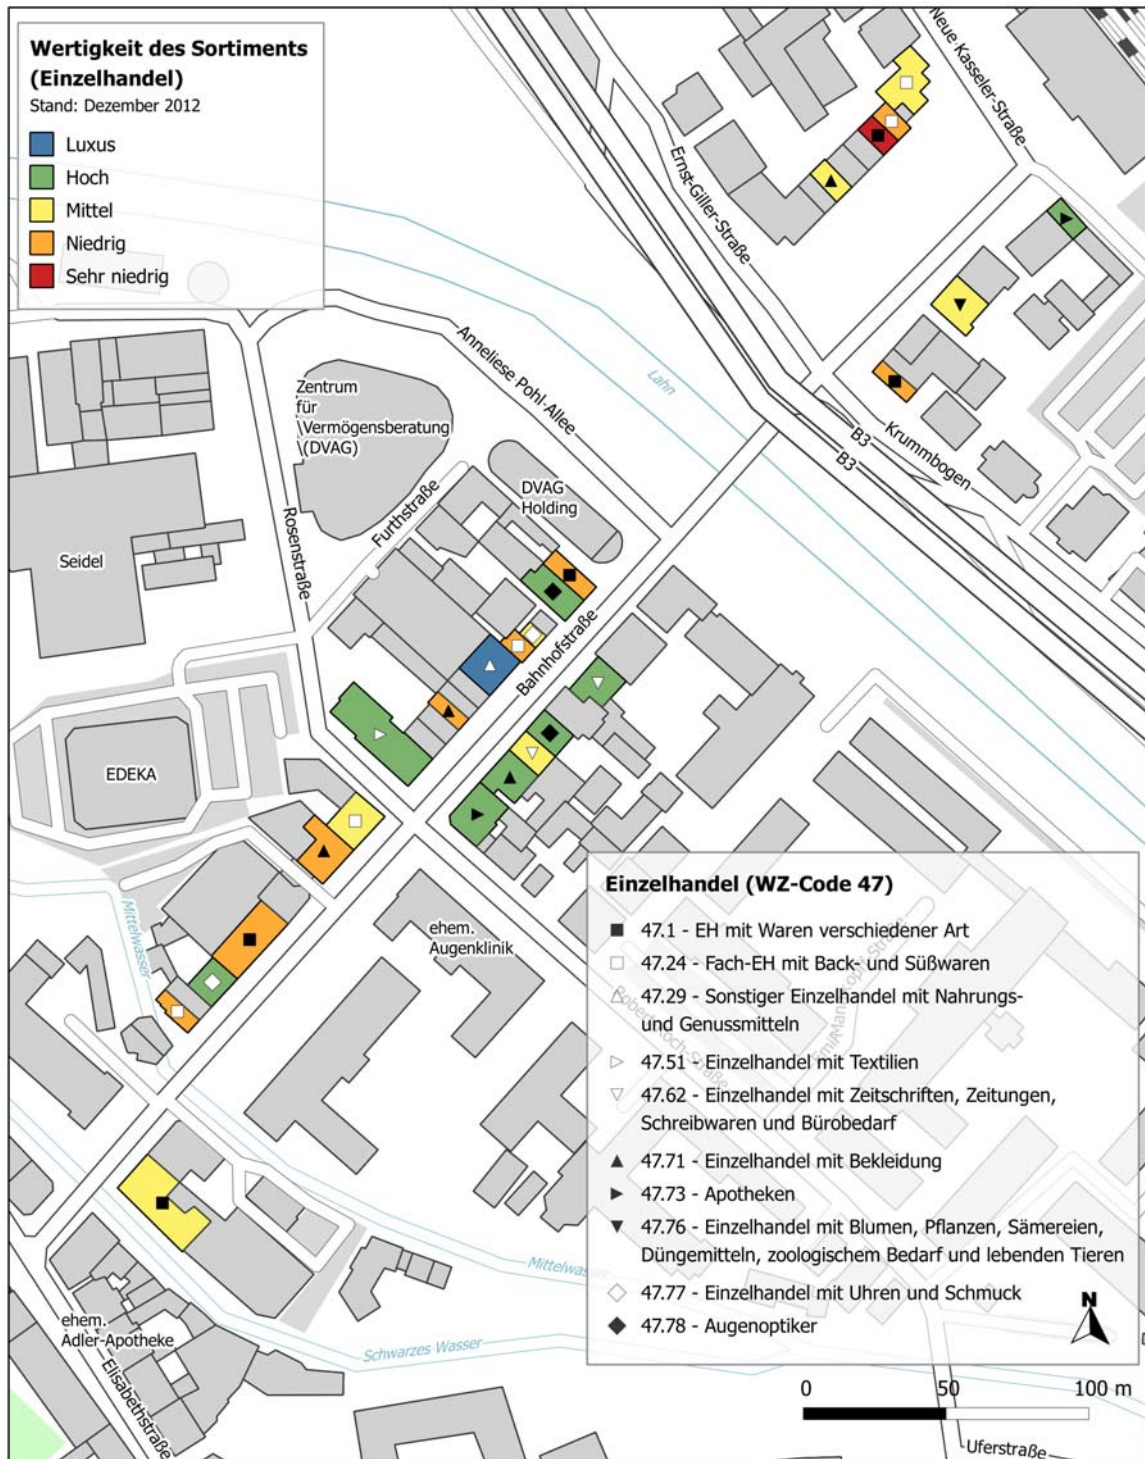 Wertigkeit des Sortiments
(Einzelhandel)
Stand: Dezember 2012
Luxus
Hoch
Mittel
Niedrig
Sehr niedrig
Neue Kasseler-Straße
Ernst-Giller-Straße
Anneliese-Pohl-Allee
Lahn
B3
B3
Krummbogen
Zentrum
für
Vermögensberatung
(DVAG)
Furthstraße
DVAG
Holding
Rosenstraße
Seidel
Bahnhofstraße
EDEKA
Mittelwasser
ehem.
Augenklinik
Robert-Koch-Straße
Einzelhandel (WZ-Code 47)
47.1 - EH mit Waren verschiedener Art
47.24 - Fach-EH mit Back- und Süßwaren
47.29 - Sonstiger Einzelhandel mit Nahrungs-
und Genussmitteln
47.51 - Einzelhandel mit Textilien
47.62 - Einzelhandel mit Zeitschriften, Zeitungen,
Schreibwaren und Bürobedarf
47.71 - Einzelhandel mit Bekleidung
47.73 - Apotheken
47.76 - Einzelhandel mit Blumen, Pflanzen, Sämereien,
Düngemitteln, zoologischem Bedarf und lebenden Tieren
47.77 - Einzelhandel mit Uhren und Schmuck
47.78 - Augenoptiker
N
Mittelwasser
ehem.
Adler-Apotheke
Schwarzes Wasser
Elisabethstraße
0 50 100 m
Uferstraße